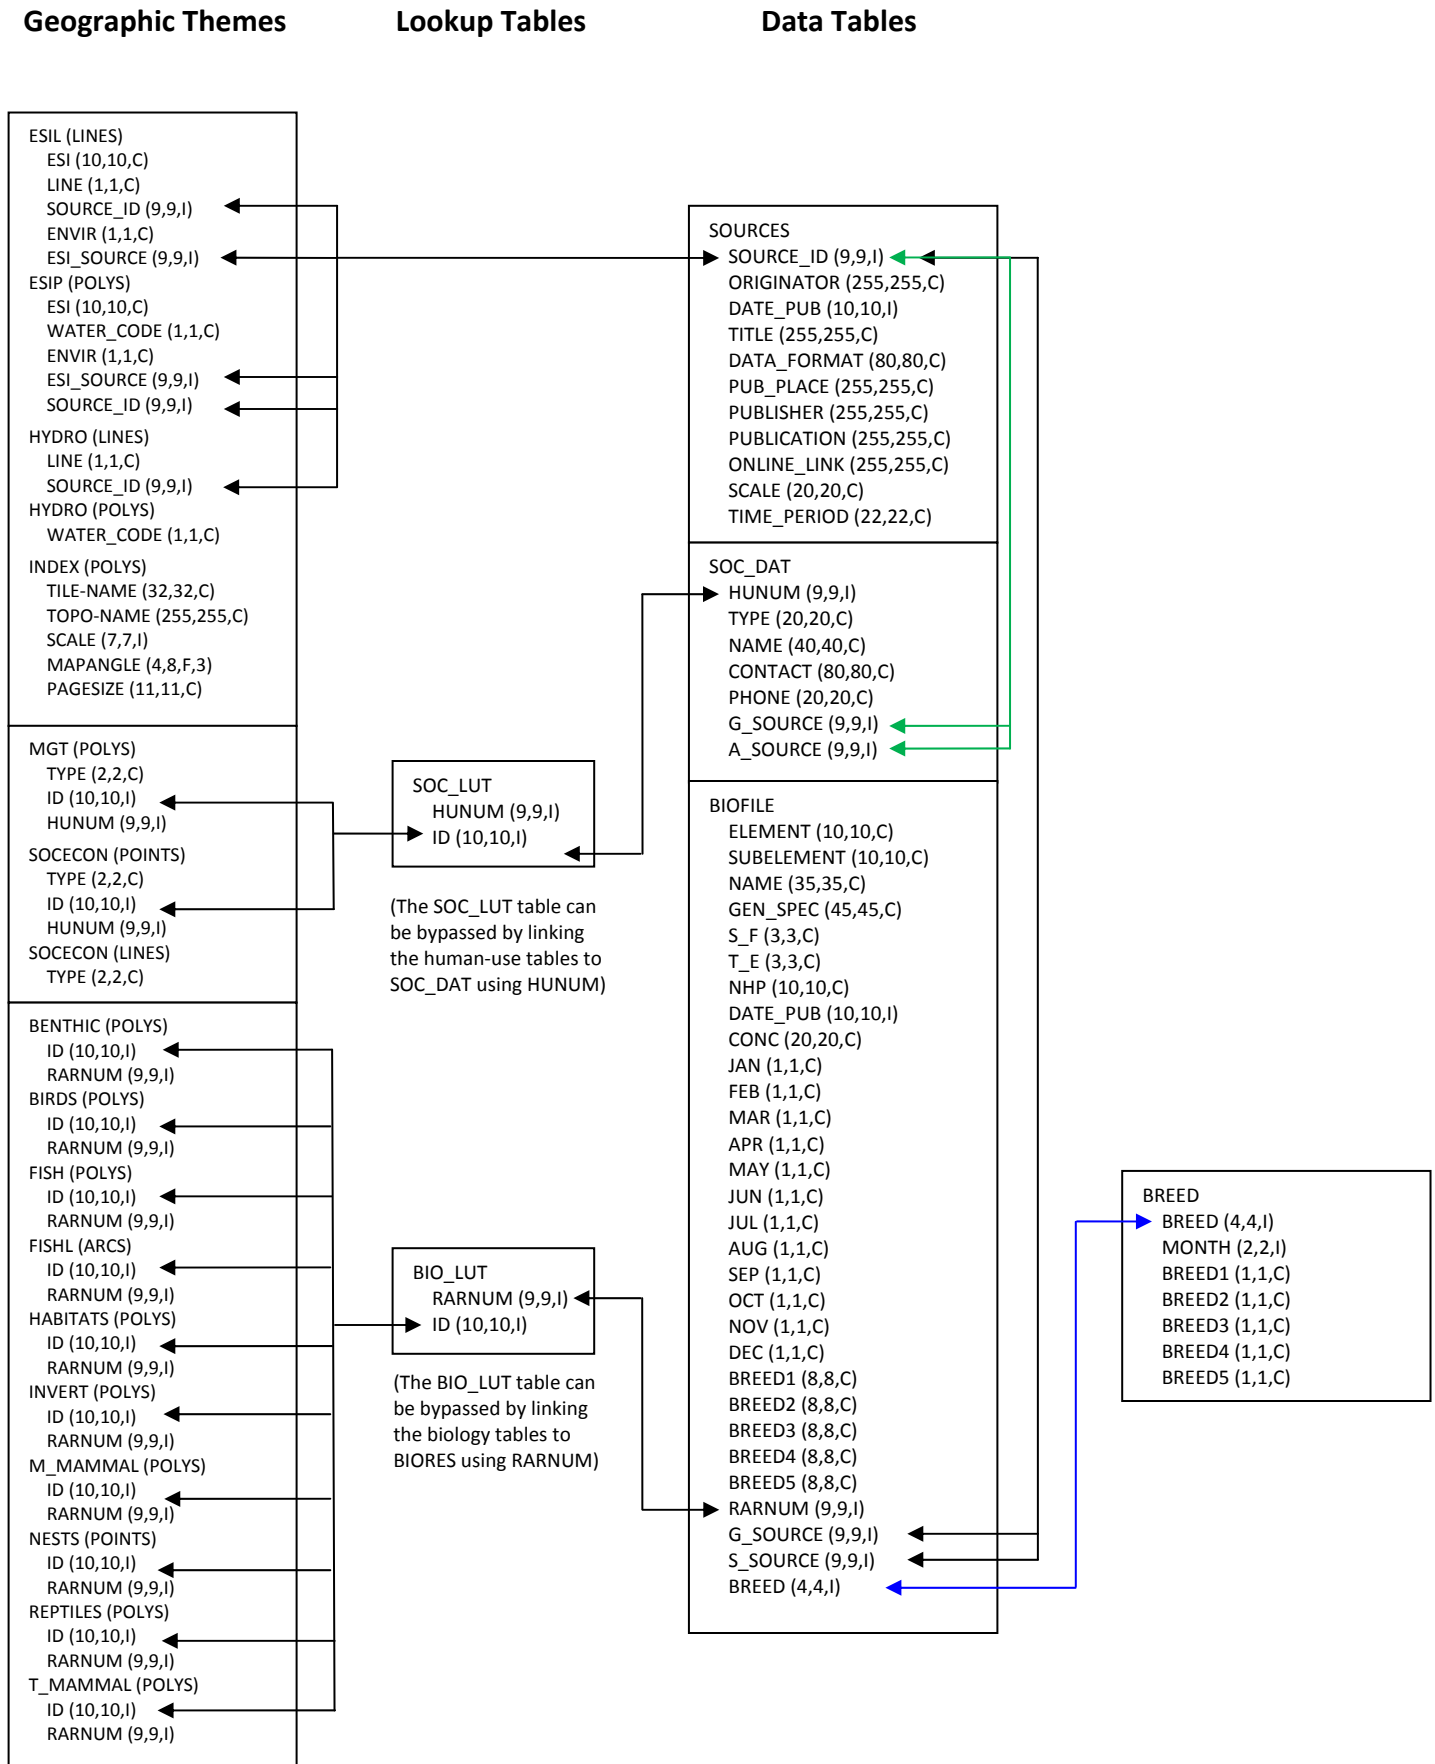 Geographic Themes
Lookup Tables
Data Tables
ESIL (LINES)
ESI (10,10,C)
LINE (1,1,C)
SOURCE_ID (9,9,I)
ENVIR (1,1,C)
ESI_SOURCE (9,9,I)
ESIP (POLYS)
ESI (10,10,C)
WATER_CODE (1,1,C)
ENVIR (1,1,C)
ESI_SOURCE (9,9,I)
SOURCE_ID (9,9,I)
HYDRO (LINES)
LINE (1,1,C)
SOURCE_ID (9,9,I)
HYDRO (POLYS)
WATER_CODE (1,1,C)
INDEX (POLYS)
TILE-NAME (32,32,C)
TOPO-NAME (255,255,C)
SCALE (7,7,I)
MAPANGLE (4,8,F,3)
PAGESIZE (11,11,C)
MGT (POLYS)
TYPE (2,2,C)
ID (10,10,I)
HUNUM (9,9,I)
SOCECON (POINTS)
TYPE (2,2,C)
ID (10,10,I)
HUNUM (9,9,I)
SOCECON (LINES)
TYPE (2,2,C)
BENTHIC (POLYS)
ID (10,10,I)
RARNUM (9,9,I)
BIRDS (POLYS)
ID (10,10,I)
RARNUM (9,9,I)
FISH (POLYS)
ID (10,10,I)
RARNUM (9,9,I)
FISHL (ARCS)
ID (10,10,I)
RARNUM (9,9,I)
HABITATS (POLYS)
ID (10,10,I)
RARNUM (9,9,I)
INVERT (POLYS)
ID (10,10,I)
RARNUM (9,9,I)
M_MAMMAL (POLYS)
ID (10,10,I)
RARNUM (9,9,I)
NESTS (POINTS)
ID (10,10,I)
RARNUM (9,9,I)
REPTILES (POLYS)
ID (10,10,I)
RARNUM (9,9,I)
T_MAMMAL (POLYS)
ID (10,10,I)
RARNUM (9,9,I)
SOC_LUT
HUNUM (9,9,I)
ID (10,10,I)
(The SOC_LUT table can
be bypassed by linking
the human-use tables to
SOC_DAT using HUNUM)
BIO_LUT
RARNUM (9,9,I)
ID (10,10,I)
(The BIO_LUT table can
be bypassed by linking
the biology tables to
BIORES using RARNUM)
SOURCES
SOURCE_ID (9,9,I)
ORIGINATOR (255,255,C)
DATE_PUB (10,10,I)
TITLE (255,255,C)
DATA_FORMAT (80,80,C)
PUB_PLACE (255,255,C)
PUBLISHER (255,255,C)
PUBLICATION (255,255,C)
ONLINE_LINK (255,255,C)
SCALE (20,20,C)
TIME_PERIOD (22,22,C)
SOC_DAT
HUNUM (9,9,I)
TYPE (20,20,C)
NAME (40,40,C)
CONTACT (80,80,C)
PHONE (20,20,C)
G_SOURCE (9,9,I)
A_SOURCE (9,9,I)
BIOFILE
ELEMENT (10,10,C)
SUBELEMENT (10,10,C)
NAME (35,35,C)
GEN_SPEC (45,45,C)
S_F (3,3,C)
T_E (3,3,C)
NHP (10,10,C)
DATE_PUB (10,10,I)
CONC (20,20,C)
JAN (1,1,C)
FEB (1,1,C)
MAR (1,1,C)
APR (1,1,C)
MAY (1,1,C)
JUN (1,1,C)
JUL (1,1,C)
AUG (1,1,C)
SEP (1,1,C)
OCT (1,1,C)
NOV (1,1,C)
DEC (1,1,C)
BREED1 (8,8,C)
BREED2 (8,8,C)
BREED3 (8,8,C)
BREED4 (8,8,C)
BREED5 (8,8,C)
RARNUM (9,9,I)
G_SOURCE (9,9,I)
S_SOURCE (9,9,I)
BREED (4,4,I)
BREED
BREED (4,4,I)
MONTH (2,2,I)
BREED1 (1,1,C)
BREED2 (1,1,C)
BREED3 (1,1,C)
BREED4 (1,1,C)
BREED5 (1,1,C)